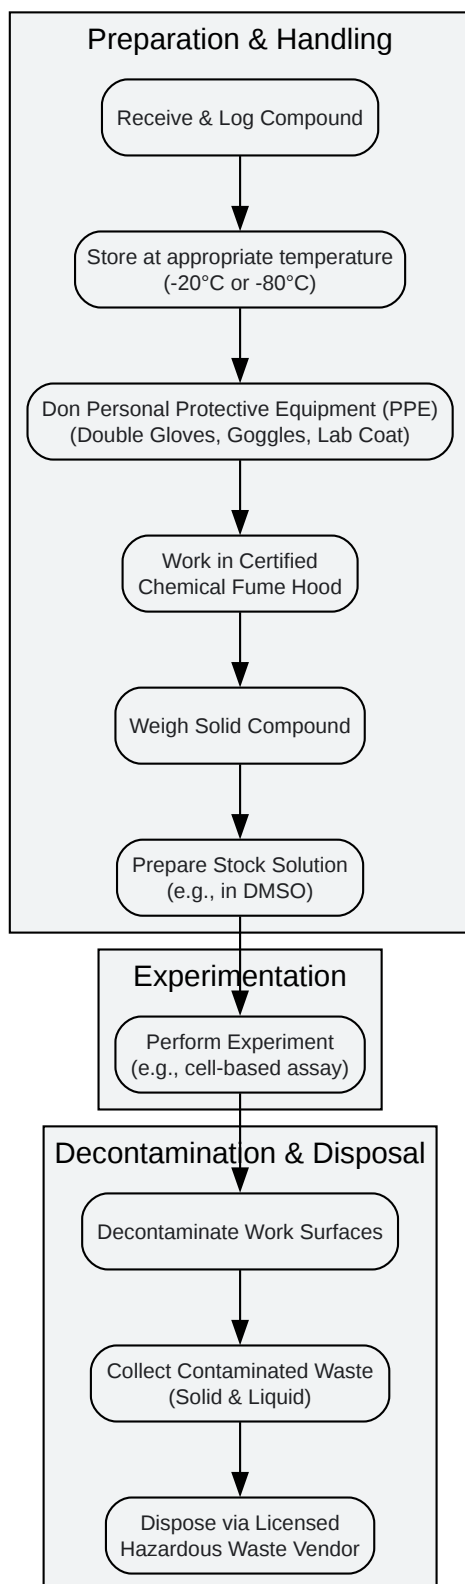 Preparation & Handling
Receive & Log Compound
Store at appropriate temperature
(-20°C or -80°C)
Don Personal Protective Equipment (PPE)
(Double Gloves, Goggles, Lab Coat)
Work in Certified
Chemical Fume Hood
Weigh Solid Compound
Prepare Stock Solution
(e.g., in DMSO)
Experimentation
Perform Experiment
(e.g., cell-based assay)
Decontamination & Disposal
Decontaminate Work Surfaces
Collect Contaminated Waste
(Solid & Liquid)
Dispose via Licensed
Hazardous Waste Vendor